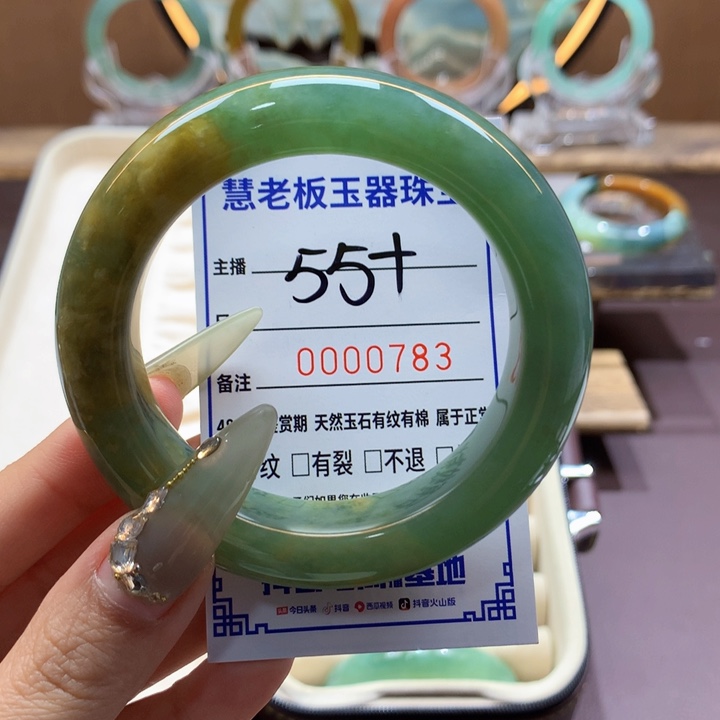 慧老板玉器珠
主播 55+
0000783
备注
赏期 天然玉石有纹有棉 属于正常
纹 □有裂 □不退 □
今日头条 抖音 西瓜视频 抖音火山版